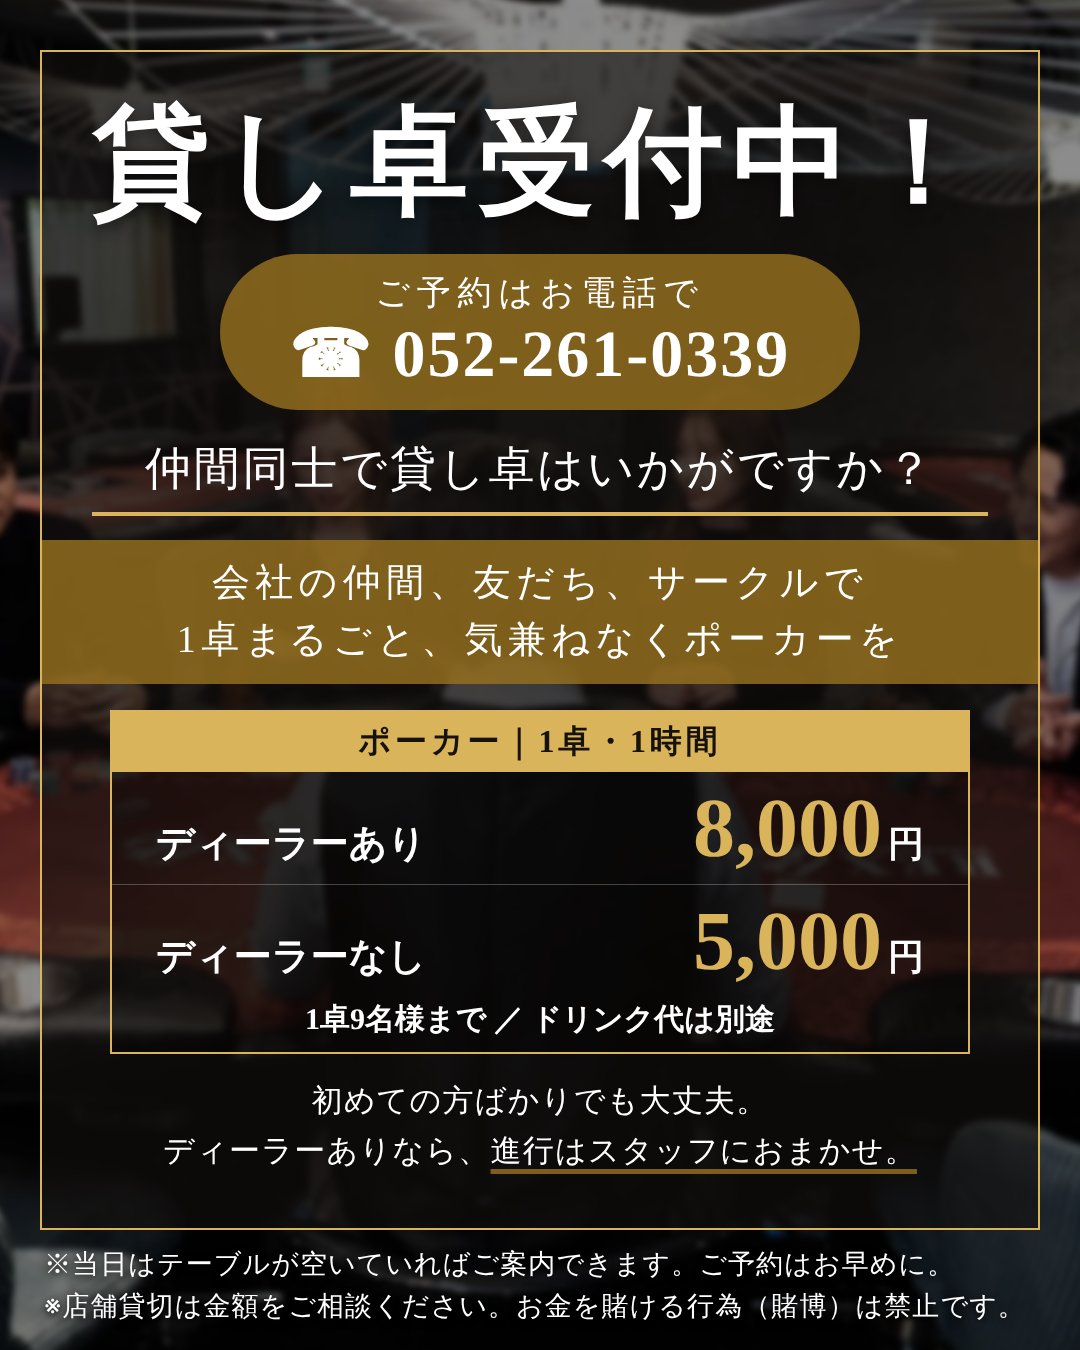 貸し卓受付中！
ご予約はお電話で
☎ 052-261-0339
仲間同士で貸し卓はいかがですか？
会社の仲間、友だち、サークルで
1卓まるごと、気兼ねなくポーカーを
ポーカー｜1卓・1時間
ディーラーあり 8,000円
ディーラーなし 5,000円
1卓9名様まで ／ ドリンク代は別途
初めての方ばかりでも大丈夫。
ディーラーありなら、進行はスタッフにおまかせ。
※当日はテーブルが空いていればご案内できます。ご予約はお早めに。
※店舗貸切は金額をご相談ください。お金を賭ける行為（賭博）は禁止です。